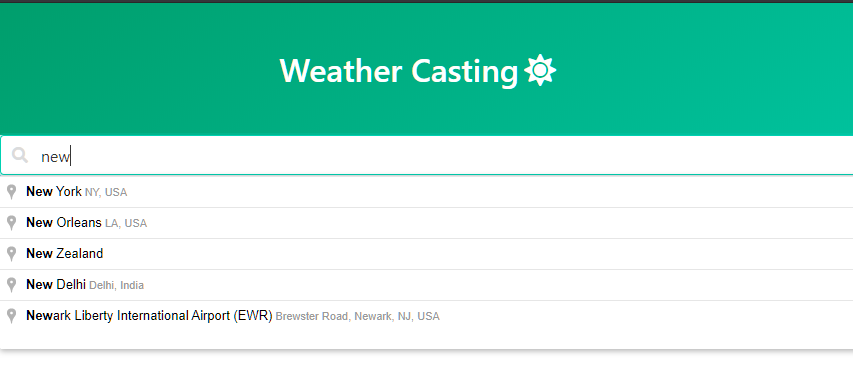 Weather Casting
new
New York NY, USA
New Orleans LA, USA
New Zealand
New Delhi Delhi, India
Newark Liberty International Airport (EWR) Brewster Road, Newark, NJ, USA